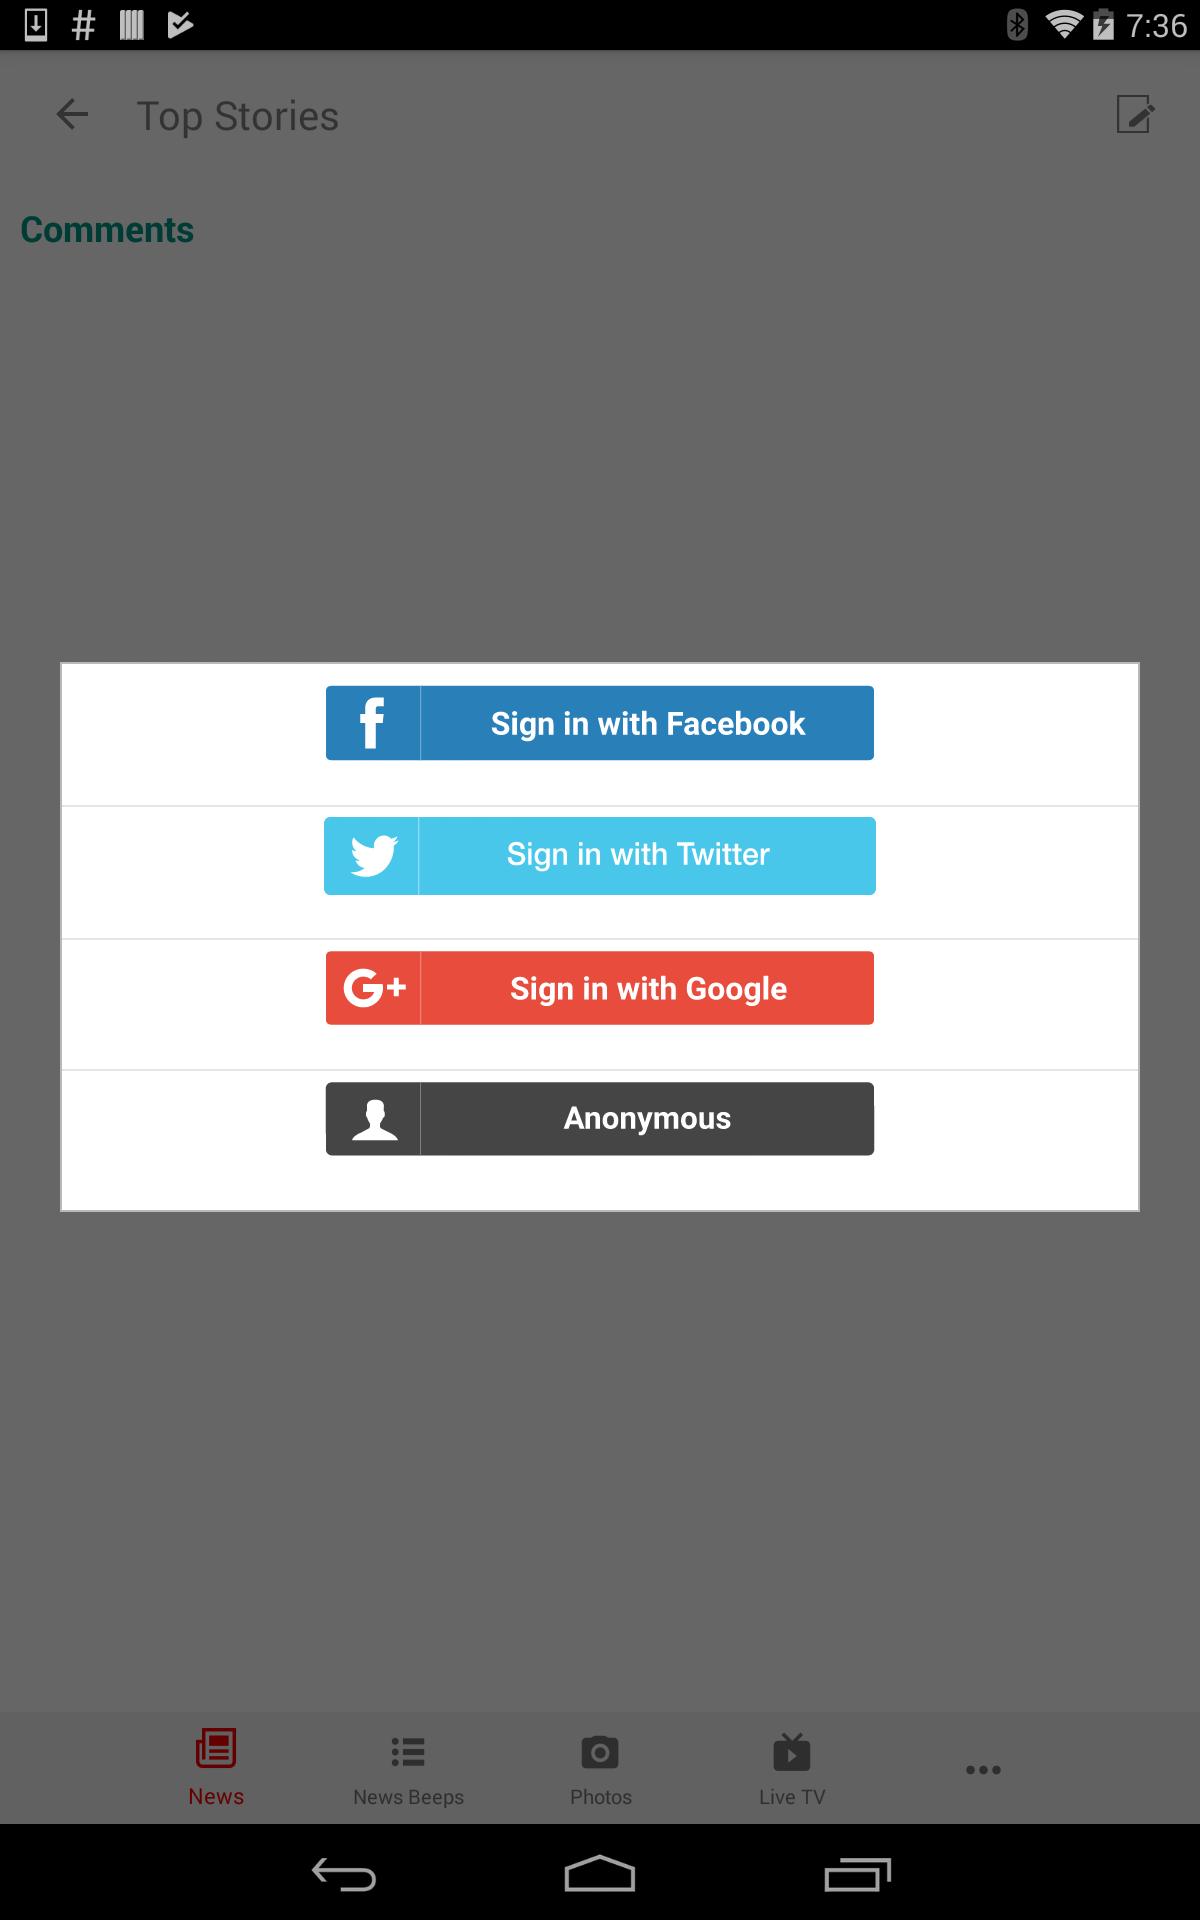 7:36
Top Stories
Comments
Sign in with Facebook
Sign in with Twitter
G+ Sign in with Google
Anonymous
News
News Beeps
Photos
Live TV